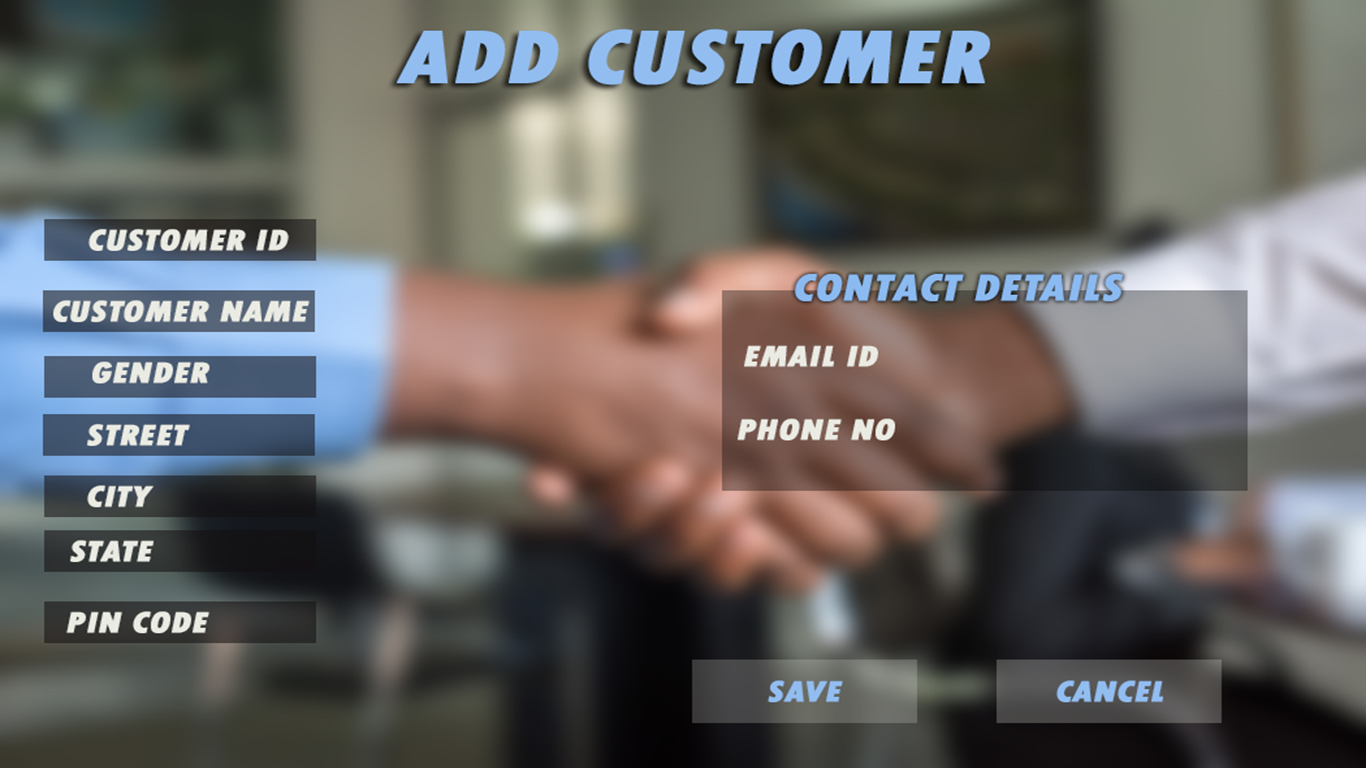 ADD CUSTOMER
CUSTOMER ID
CUSTOMER NAME
GENDER
STREET
CITY
STATE
PIN CODE
CONTACT DETAILS
EMAIL ID
PHONE NO
SAVE
CANCEL